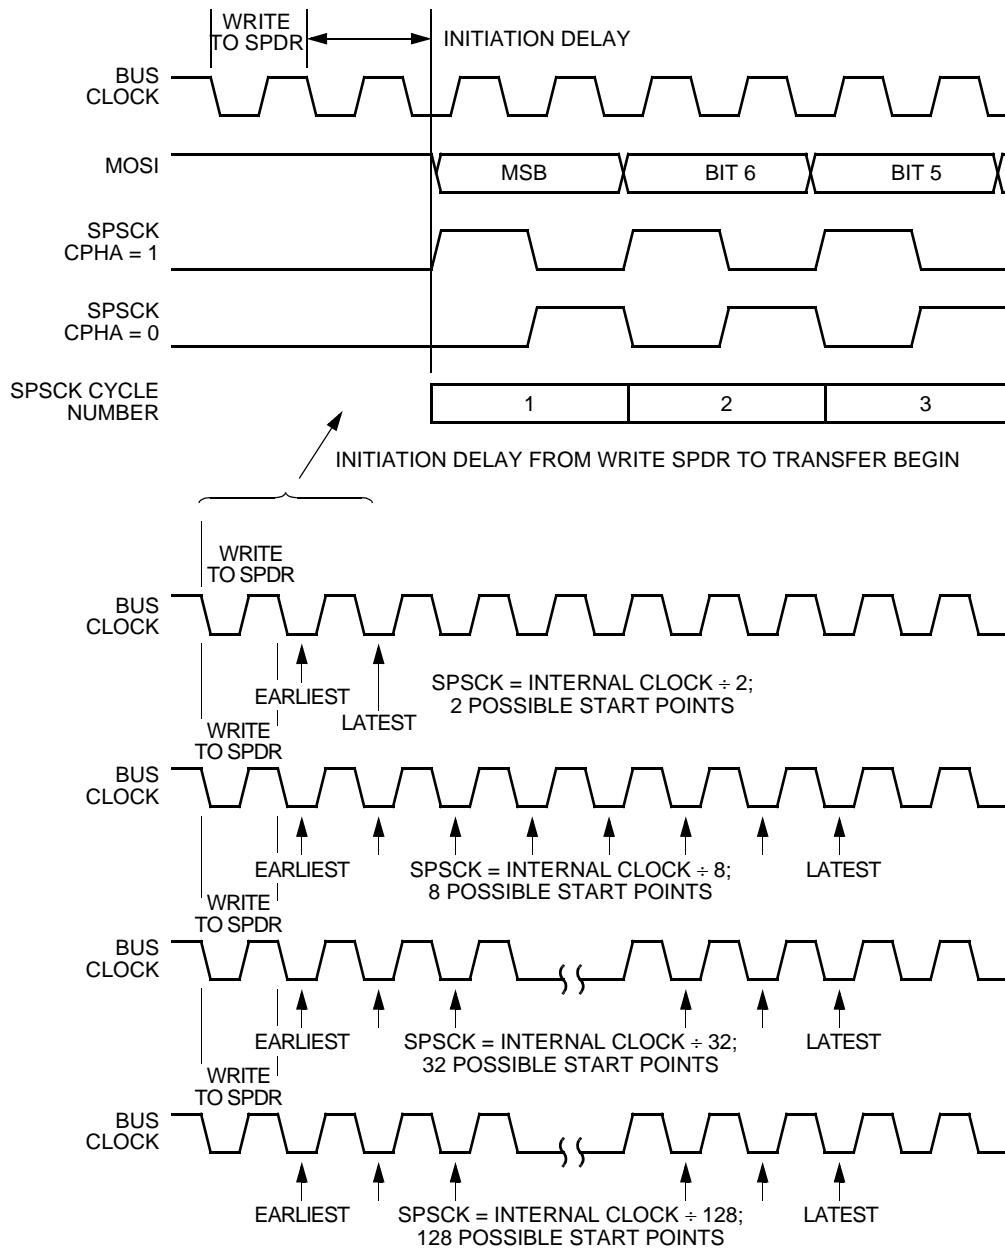 WRITE
TO SPDR
INITIATION DELAY
BUS
CLOCK
MOSI
MSB
BIT 6
BIT 5
SPSCK
CPHA = 1
SPSCK
CPHA = 0
SPSCK CYCLE
NUMBER
1
2
3
INITIATION DELAY FROM WRITE SPDR TO TRANSFER BEGIN
WRITE
TO SPDR
BUS
CLOCK
EARLIEST
LATEST
SPSCK = INTERNAL CLOCK ÷ 2;
2 POSSIBLE START POINTS
WRITE
TO SPDR
BUS
CLOCK
EARLIEST
SPSCK = INTERNAL CLOCK ÷ 8;
8 POSSIBLE START POINTS
LATEST
WRITE
TO SPDR
BUS
CLOCK
EARLIEST
SPSCK = INTERNAL CLOCK ÷ 32;
32 POSSIBLE START POINTS
LATEST
WRITE
TO SPDR
BUS
CLOCK
EARLIEST
SPSCK = INTERNAL CLOCK ÷ 128;
128 POSSIBLE START POINTS
LATEST